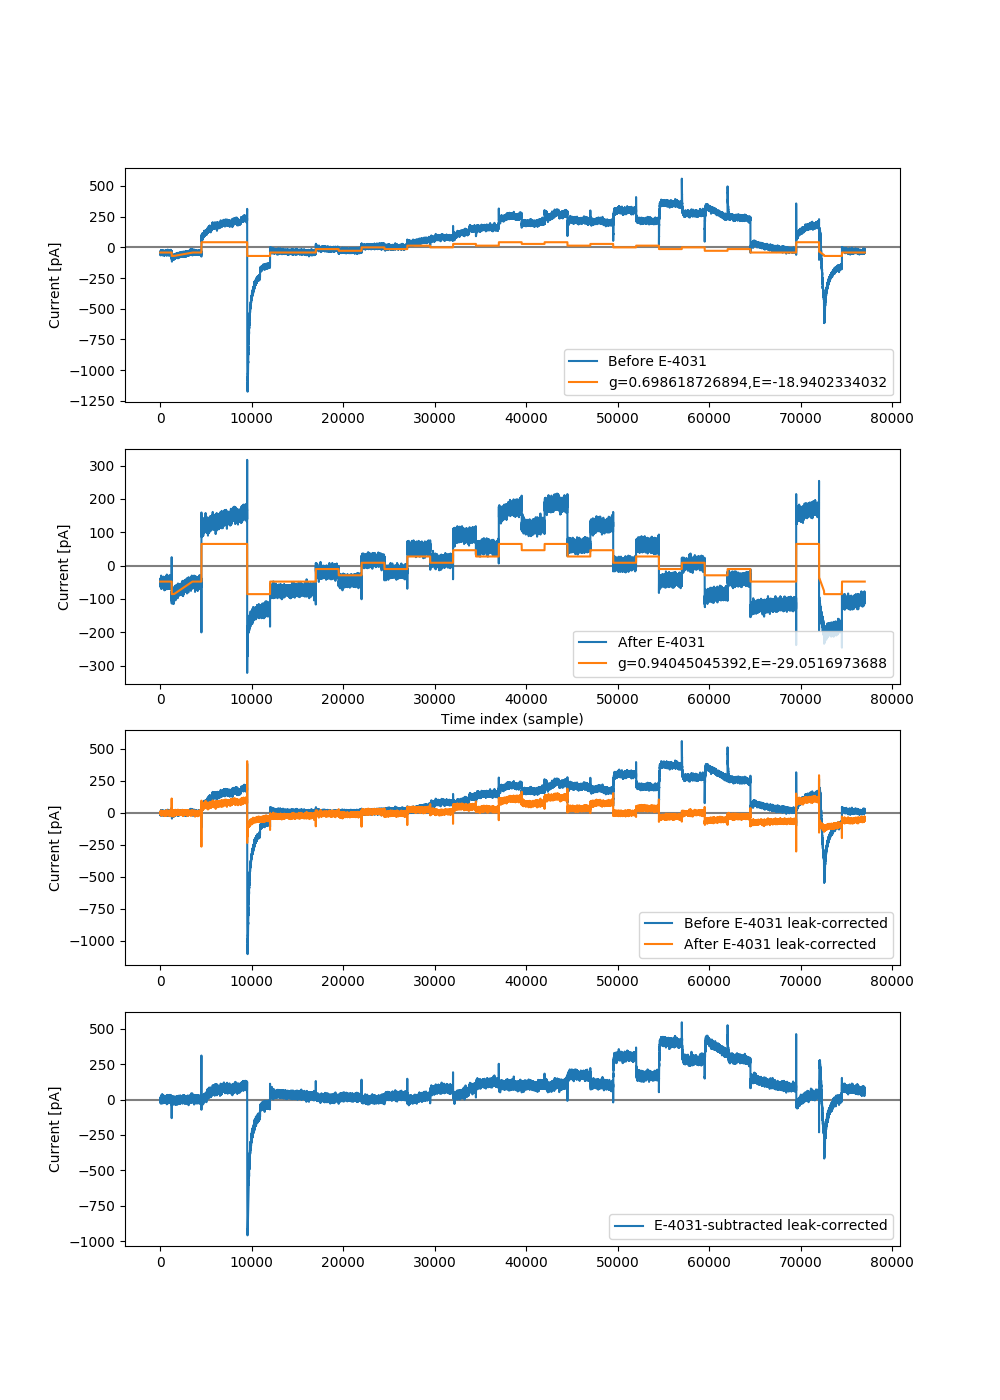 500
250
0
−250
−500
−750
−1000
−1250
Current [pA]
Before E-4031
g=0.698618726894,E=-18.9402334032
0 10000 20000 30000 40000 50000 60000 70000 80000
300
200
100
0
−100
−200
−300
Current [pA]
After E-4031
g=0.94045045392,E=-29.0516973688
0 10000 20000 30000 40000 50000 60000 70000 80000
Time index (sample)
500
250
0
−250
−500
−750
−1000
Current [pA]
Before E-4031 leak-corrected
After E-4031 leak-corrected
0 10000 20000 30000 40000 50000 60000 70000 80000
500
250
0
−250
−500
−750
−1000
Current [pA]
E-4031-subtracted leak-corrected
0 10000 20000 30000 40000 50000 60000 70000 80000